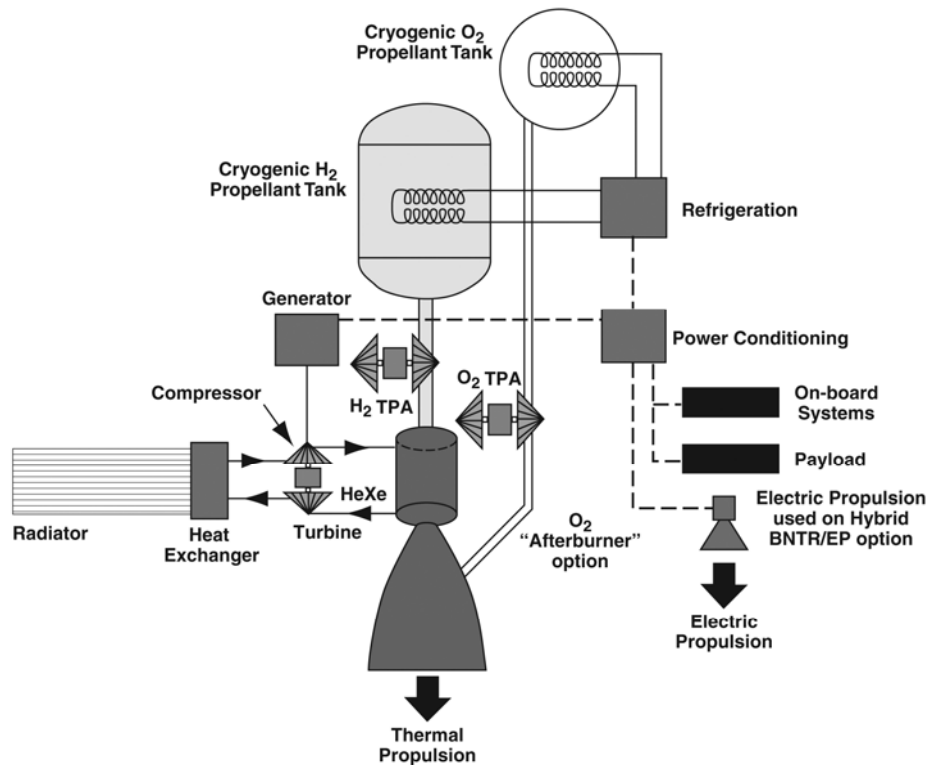 Cryogenic O2
Propellant Tank
Cryogenic H2
Propellant Tank
Refrigeration
Generator
Power Conditioning
Compressor
H2 TPA
O2 TPA
On-board
Systems
Payload
HeXe
Radiator
Heat
Exchanger
Turbine
O2
“Afterburner”
option
Electric Propulsion
used on Hybrid
BNTR/EP option
Electric
Propulsion
Thermal
Propulsion